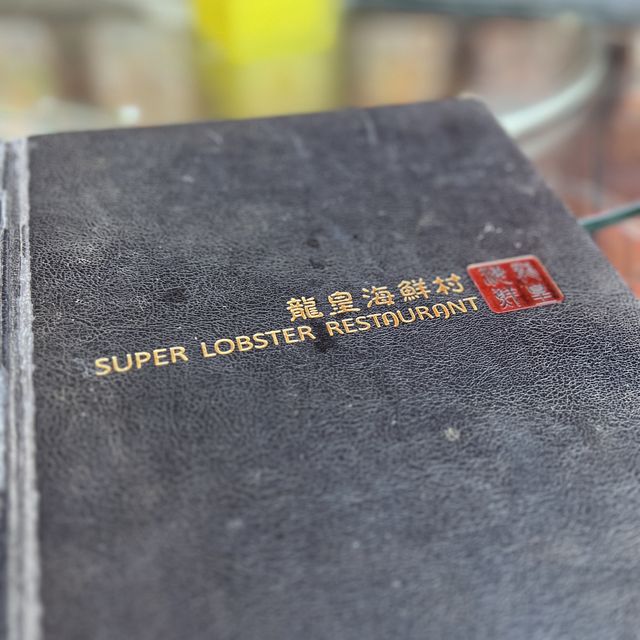 龍皇海鮮村
SUPER LOBSTER RESTAURANT